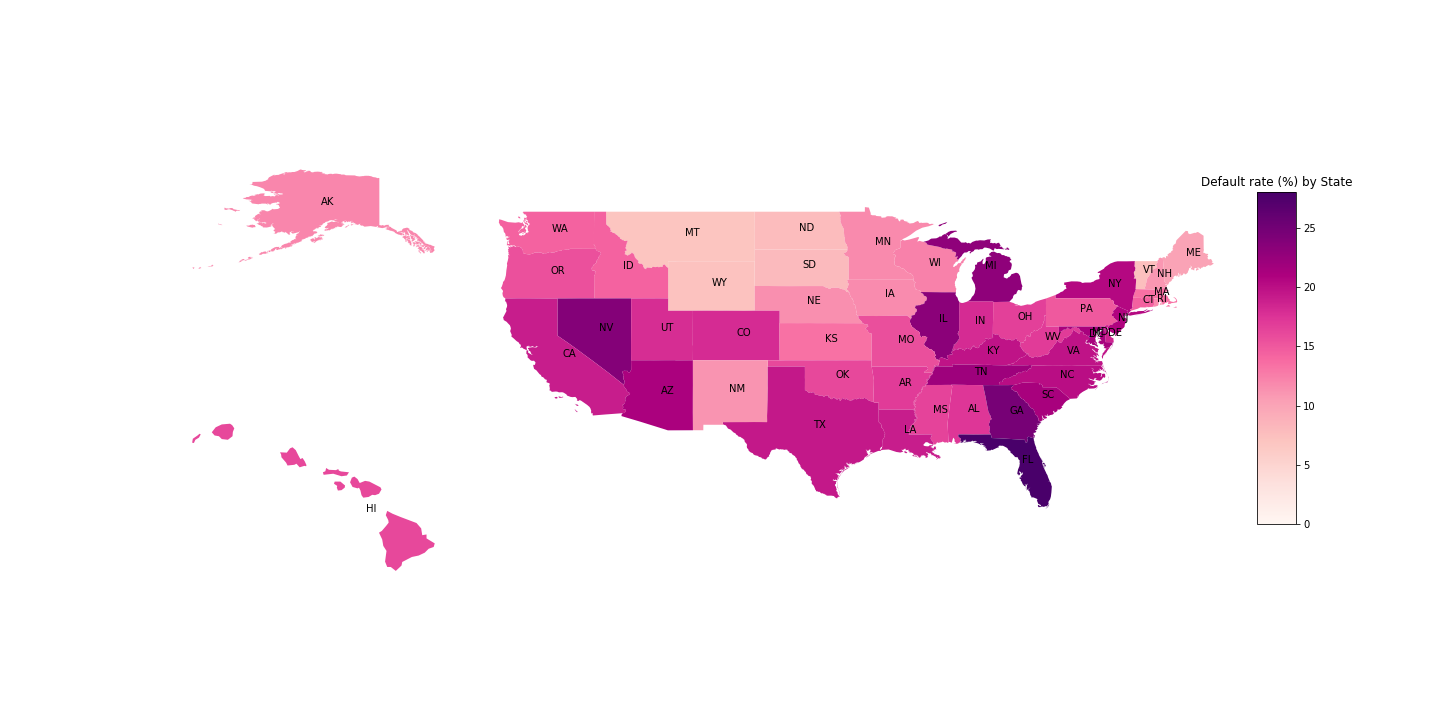 Default rate (%) by State
AK
WA
MT
ND
MN
ME
OR
ID
SD
WI
MI
VT
NH
WY
NE
IA
NY
MA
CT
RI
NV
UT
CO
KS
MO
IL
IN
OH
PA
NJ
CA
WV
MD
DE
KY
VA
AZ
NM
OK
AR
TN
NC
SC
TX
LA
MS
AL
GA
FL
HI
25
20
15
10
5
0